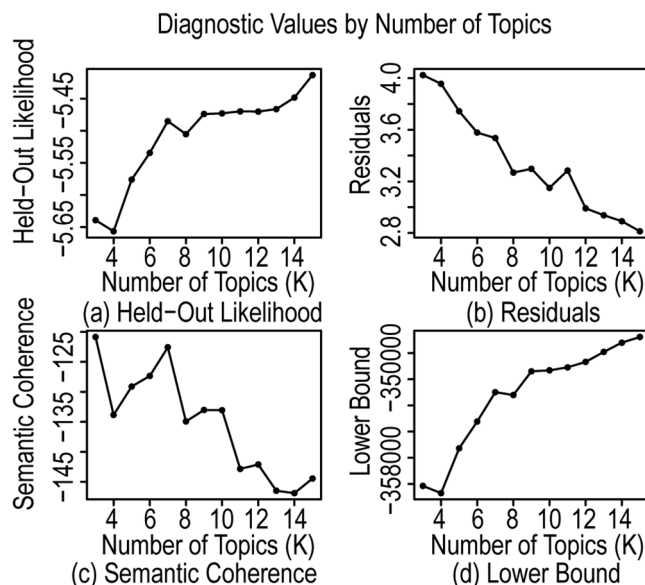 Diagnostic Values by Number of Topics
Held-Out Likelihood
-5.45
-5.55
-5.65
4 6 8 10 12 14
Number of Topics (K)
(a) Held-Out Likelihood
Residuals
4.0
3.6
3.2
2.8
4 6 8 10 12 14
Number of Topics (K)
(b) Residuals
Semantic Coherence
-125
-135
-145
4 6 8 10 12 14
Number of Topics (K)
(c) Semantic Coherence
Lower Bound
-350000
-358000
4 6 8 10 12 14
Number of Topics (K)
(d) Lower Bound